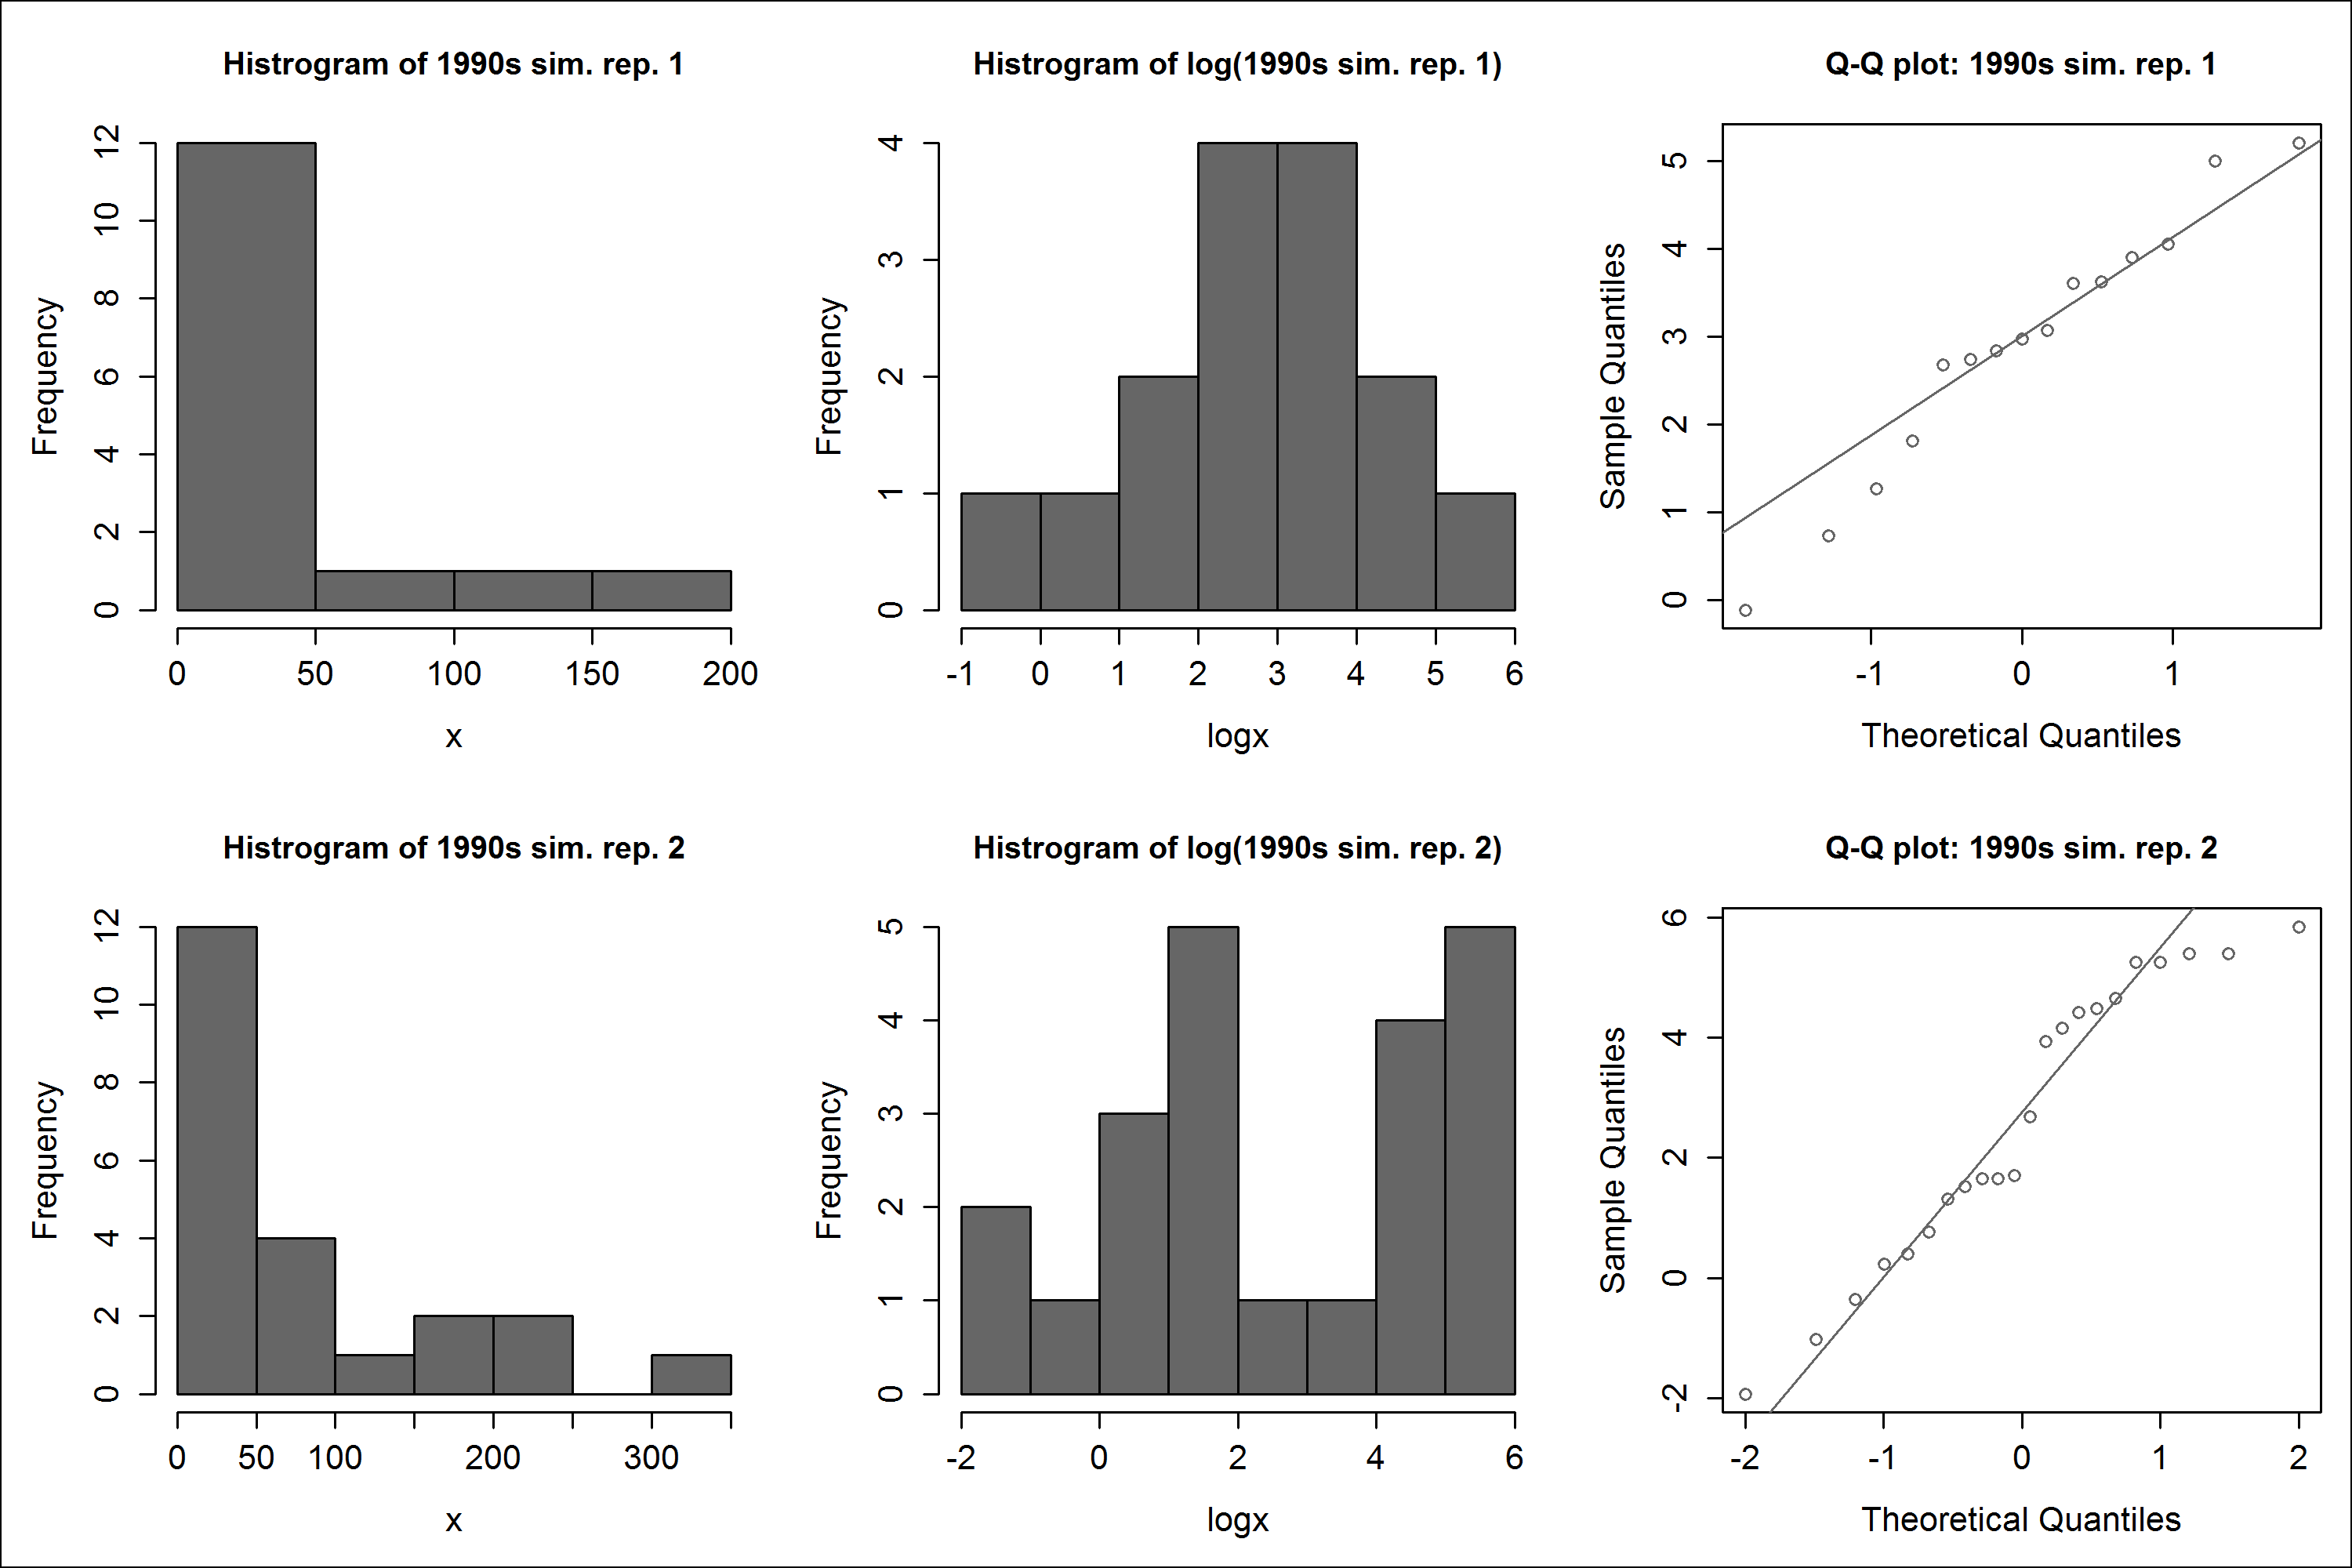 Histrogram of 1990s sim. rep. 1
Frequency
0 2 4 6 8 10 12
0 50 100 150 200
x
Histrogram of log(1990s sim. rep. 1)
Frequency
0 1 2 3 4
-1 0 1 2 3 4 5 6
logx
Q-Q plot: 1990s sim. rep. 1
Sample Quantiles
0 1 2 3 4 5
-1 0 1
Theoretical Quantiles
Histrogram of 1990s sim. rep. 2
Frequency
0 2 4 6 8 10 12
0 50 100 200 300
x
Histrogram of log(1990s sim. rep. 2)
Frequency
0 1 2 3 4 5
-2 0 2 4 6
logx
Q-Q plot: 1990s sim. rep. 2
Sample Quantiles
-2 0 2 4 6
-2 -1 0 1 2
Theoretical Quantiles